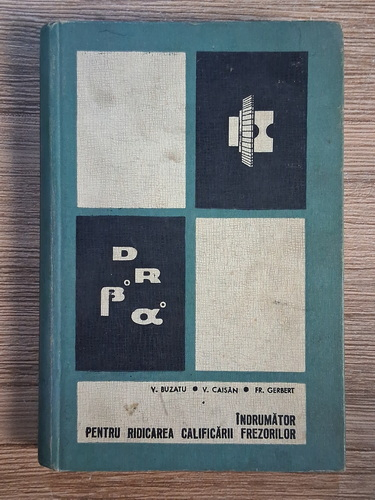 D
R
β°
α°
V. BUZATU ● V. CAISÂN ● FR. GERBERT
ÎNDRUMĂTOR
PENTRU RIDICAREA CALIFICĂRII FREZORILOR